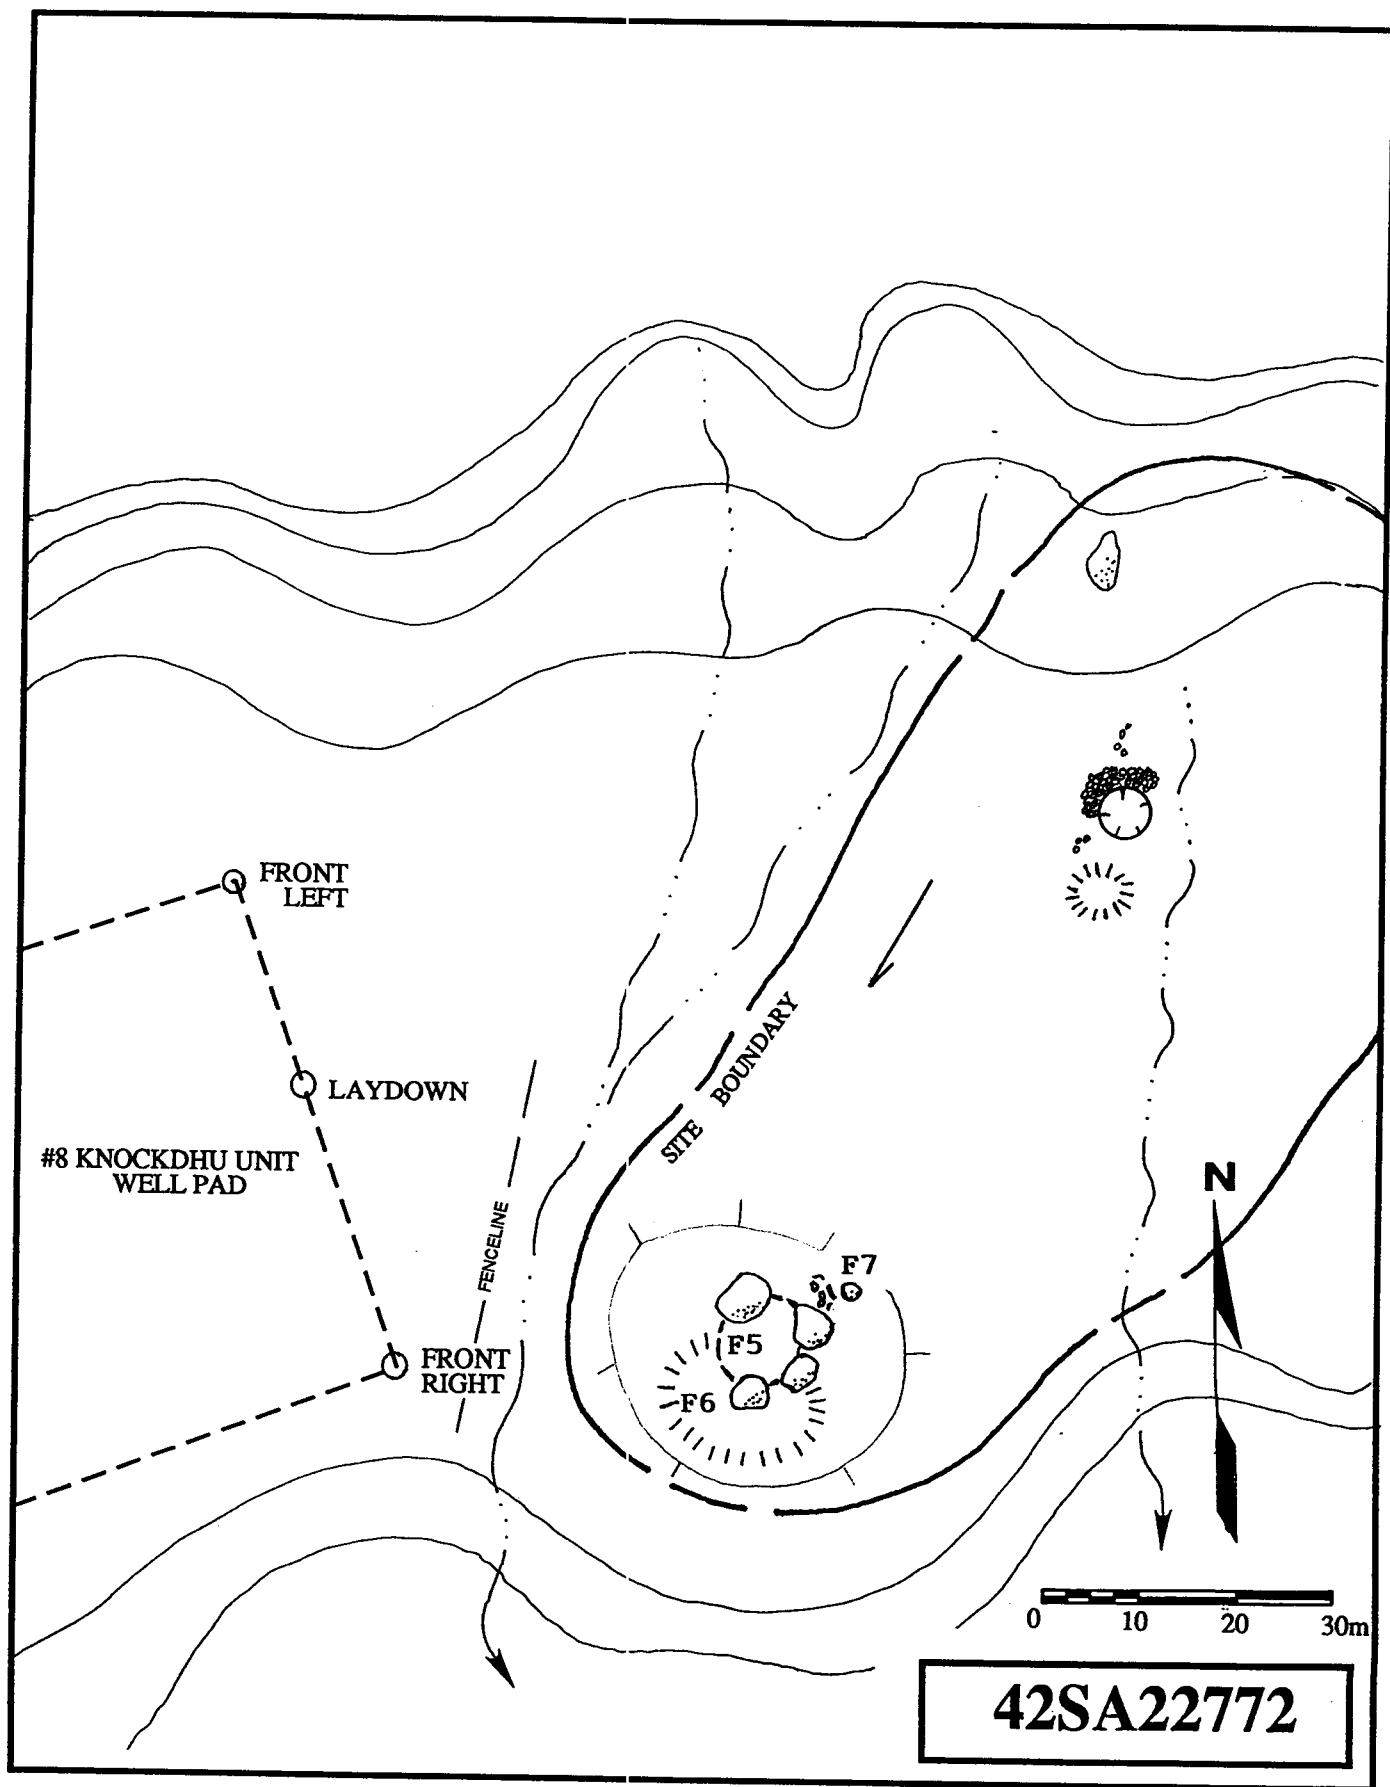 FRONT
LEFT
LAYDOWN
#8 KNOCKDHU UNIT
WELL PAD
SITE BOUNDARY
FENCELINE
N
F7
F5
F6
FRONT
RIGHT
0 10 20 30m
42SA22772